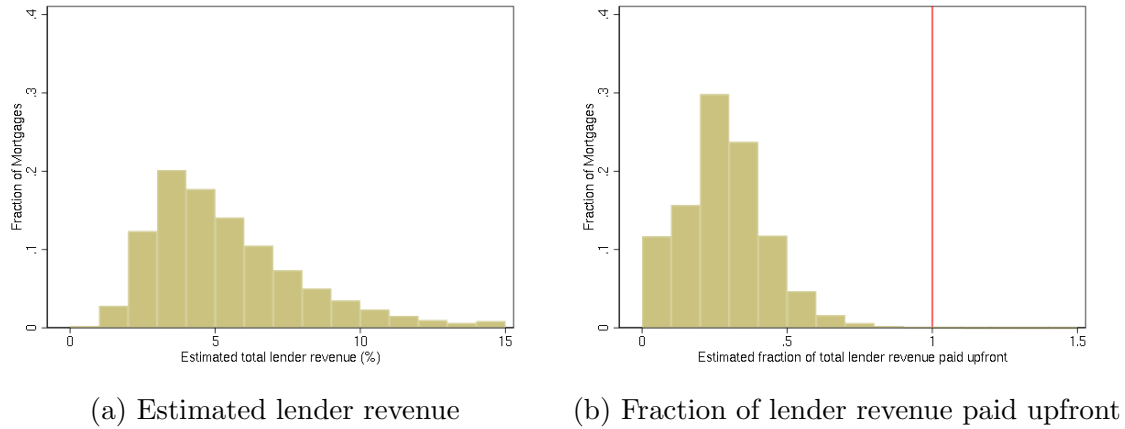 Fraction of Mortgages
0 .1 .2 .3 .4
0 5 10 15
Estimated total lender revenue (%)
(a) Estimated lender revenue
Fraction of Mortgages
0 .1 .2 .3 .4
0 .5 1 1.5
Estimated fraction of total lender revenue paid upfront
(b) Fraction of lender revenue paid upfront